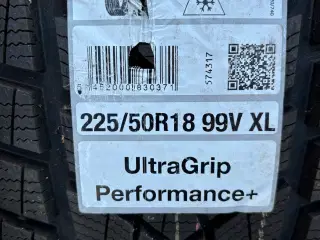 574317
225/50R18 99V XL
UltraGrip
Performance+